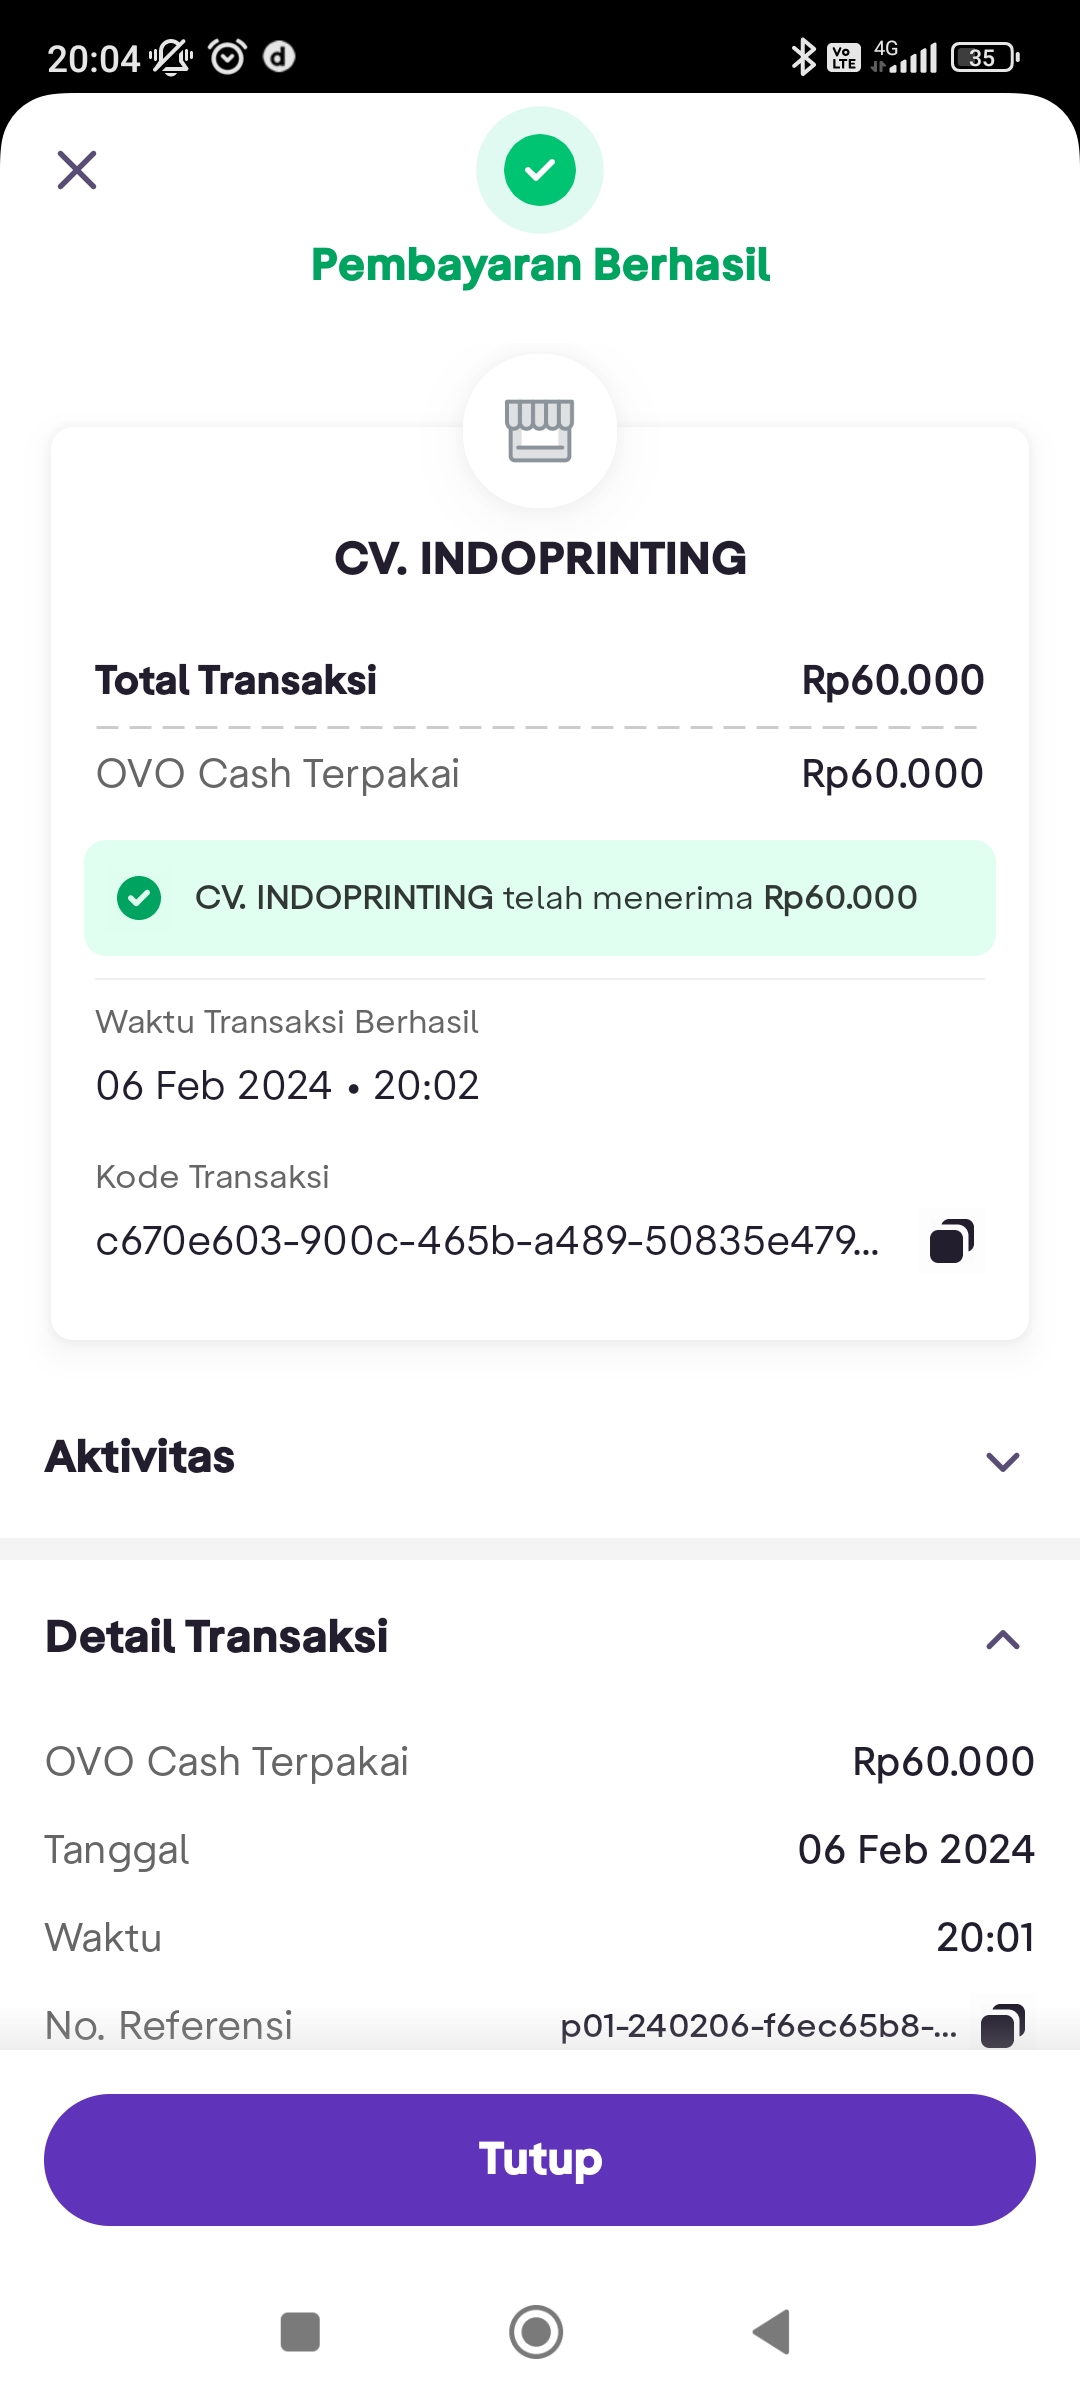 20:04 4G Vo LTE 35
Pembayaran Berhasil
CV. INDOPRINTING
Total Transaksi Rp60.000
OVO Cash Terpakai Rp60.000
CV. INDOPRINTING telah menerima Rp60.000
Waktu Transaksi Berhasil
06 Feb 2024 • 20:02
Kode Transaksi
c670e603-900c-465b-a489-50835e479...
Aktivitas
Detail Transaksi
OVO Cash Terpakai Rp60.000
Tanggal 06 Feb 2024
Waktu 20:01
No. Referensi p01-240206-f6ec65b8-...
Tutup